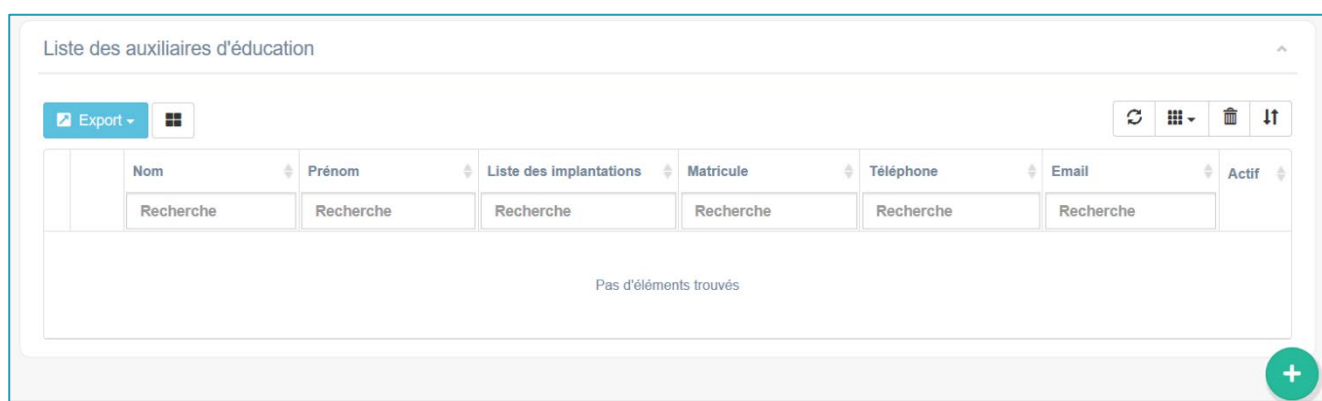 Liste des auxiliaires d'éducation
Export
Nom Prénom Liste des implantations Matricule Téléphone Email Actif
Recherche Recherche Recherche Recherche Recherche Recherche
Pas d'éléments trouvés